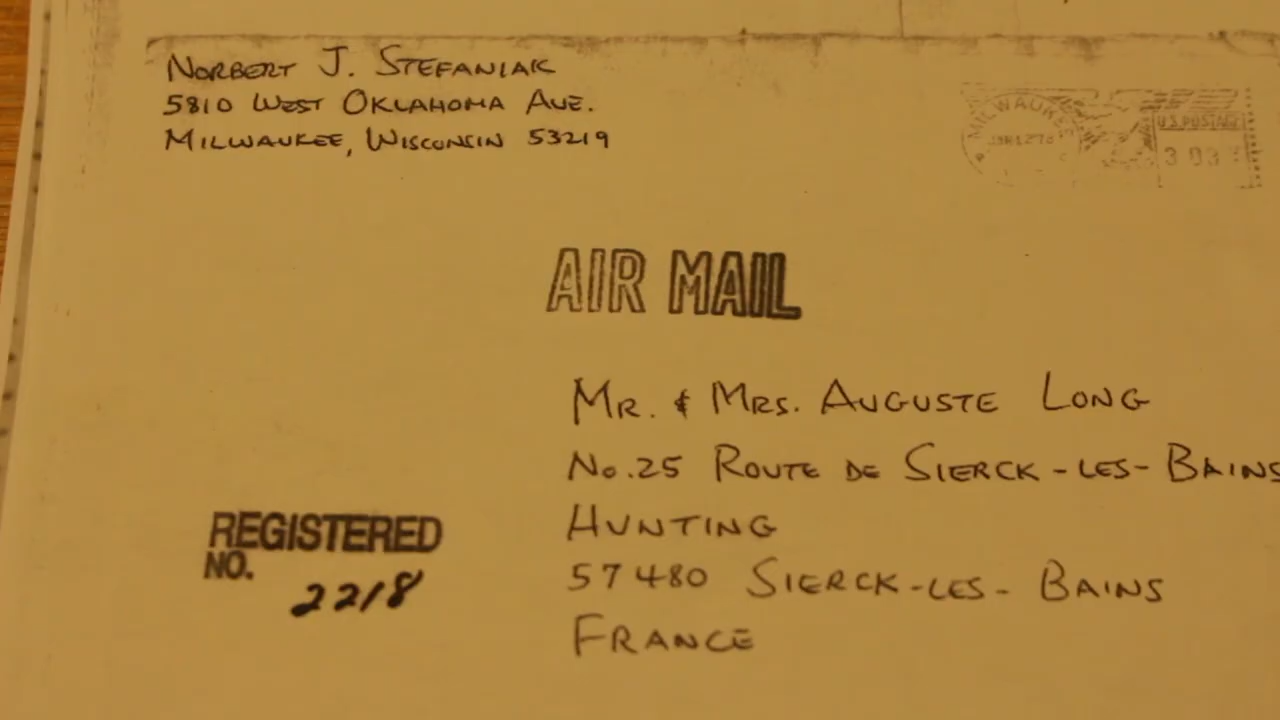 Norbert J. Stefaniak
5810 West Oklahoma Ave.
Milwaukee, Wisconsin 53219
MILWAUKEE
U.S.POSTAGE
AIR MAIL
Mr. & Mrs. Auguste Long
No.25 Route de Sierck-les-Bains
Hunting
57480 Sierck-les-Bains
France
REGISTERED
NO.
2218